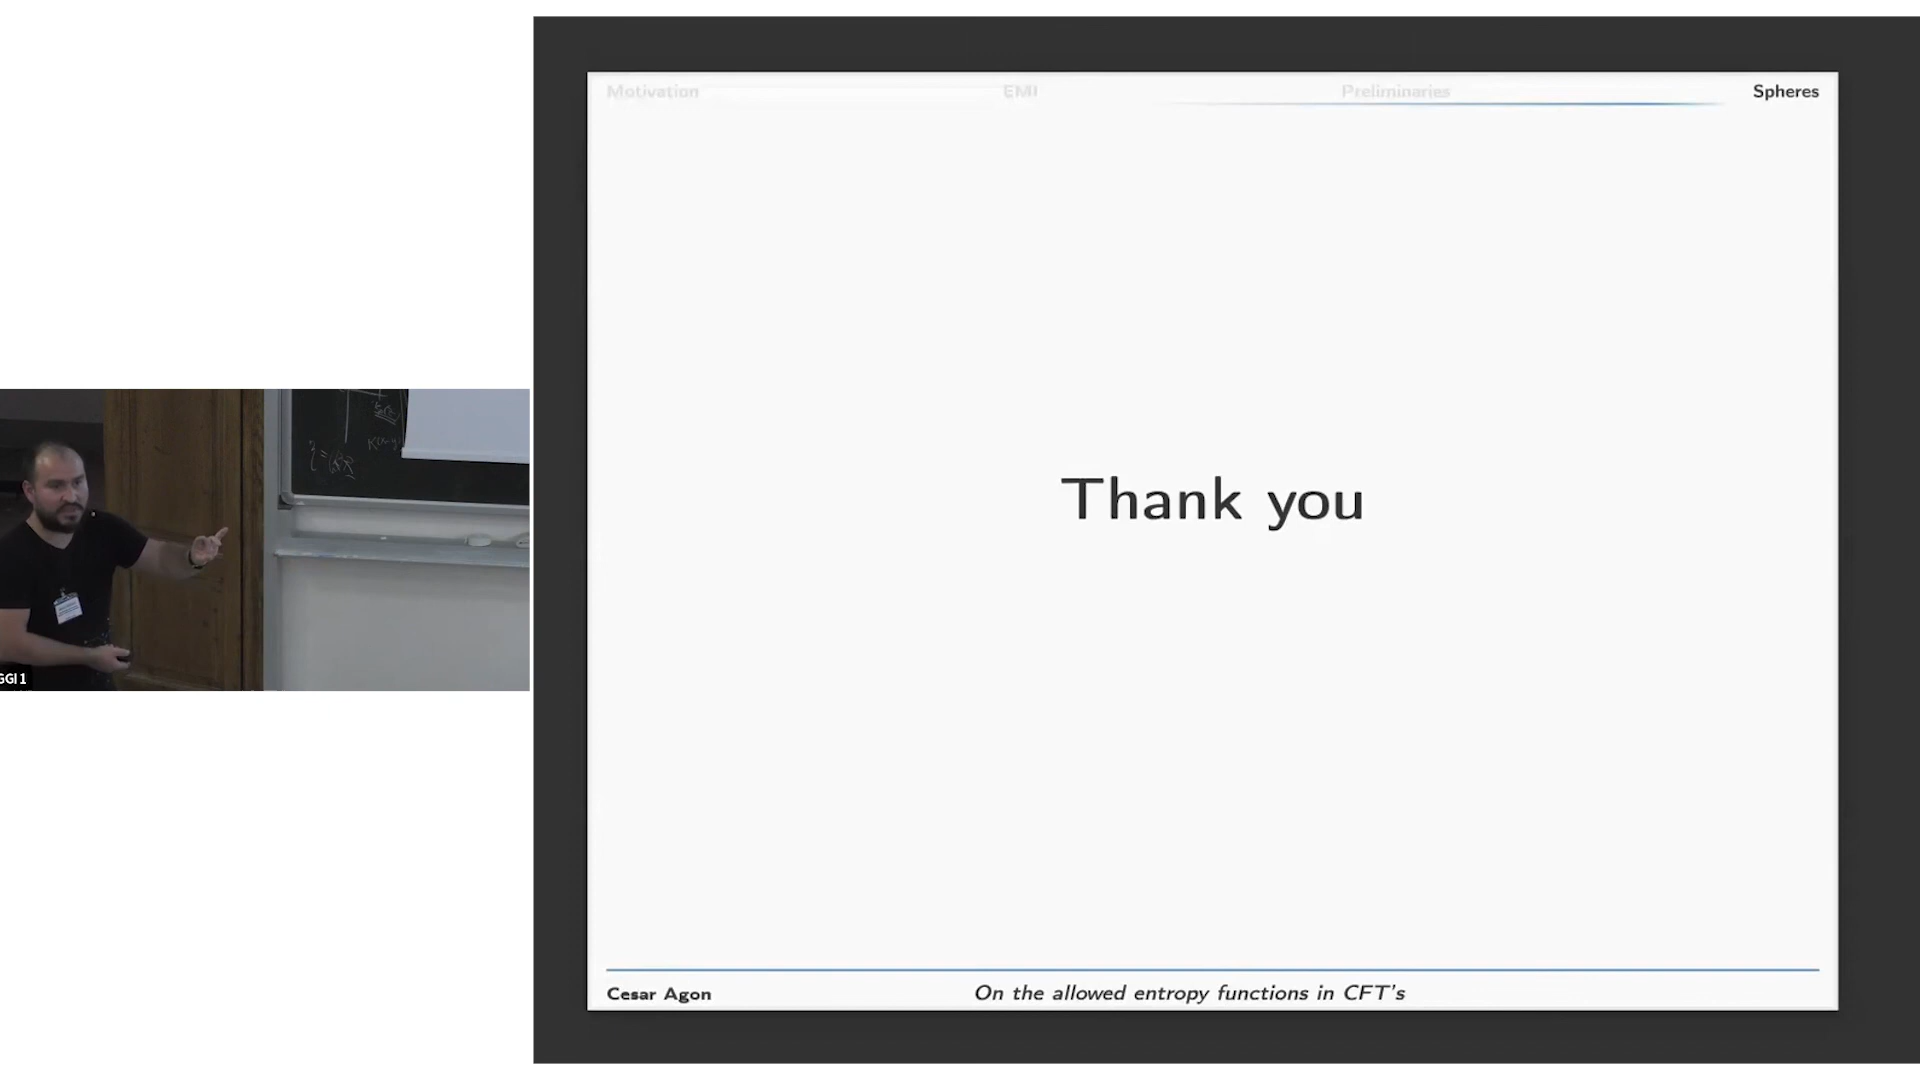 Motivation EMI Preliminaries Spheres
Thank you
Cesar Agon On the allowed entropy functions in CFT's
GGI 1